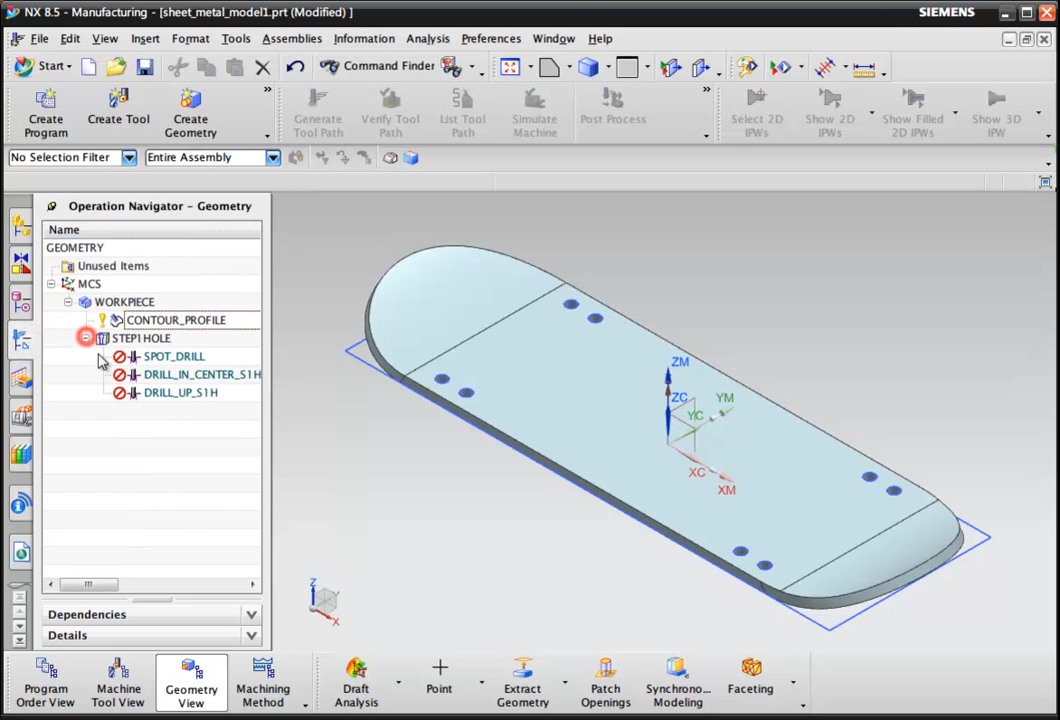 NX 8.5 - Manufacturing - [sheet_metal_model1.prt (Modified) ]
SIEMENS
File Edit View Insert Format Tools Assemblies Information Analysis Preferences Window Help
Start Command Finder
Create Program
Create Tool
Create Geometry
Generate Tool Path
Verify Tool Path
List Tool Path
Simulate Machine
Post Process
Select 2D IPWs
Show 2D IPWs
Show Filled 2D IPWs
Show 3D IPW
No Selection Filter
Entire Assembly
Operation Navigator - Geometry
Name
GEOMETRY
Unused Items
MCS
WORKPIECE
CONTOUR_PROFILE
STEP1HOLE
SPOT_DRILL
DRILL_IN_CENTER_S1H
DRILL_UP_S1H
Dependencies
Details
ZM
ZC
YM
YC
XC
XM
Z
Y
X
Program Order View
Machine Tool View
Geometry View
Machining Method
Draft Analysis
Point
Extract Geometry
Patch Openings
Synchrono... Modeling
Faceting